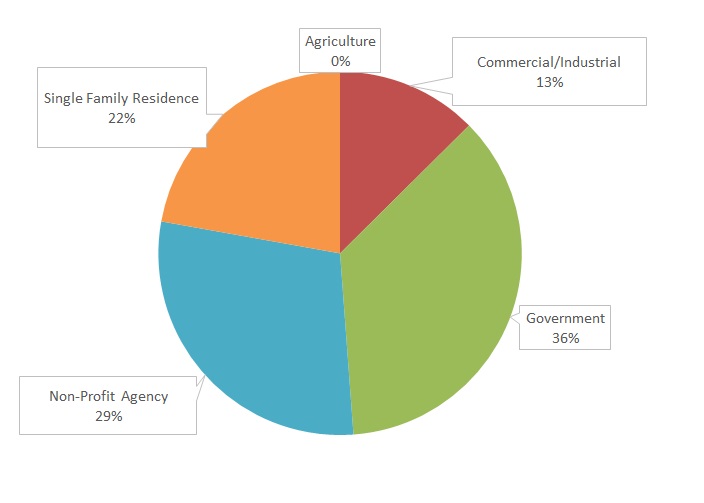 Agriculture
0%
Commercial/Industrial
13%
Single Family Residence
22%
Government
36%
Non-Profit Agency
29%